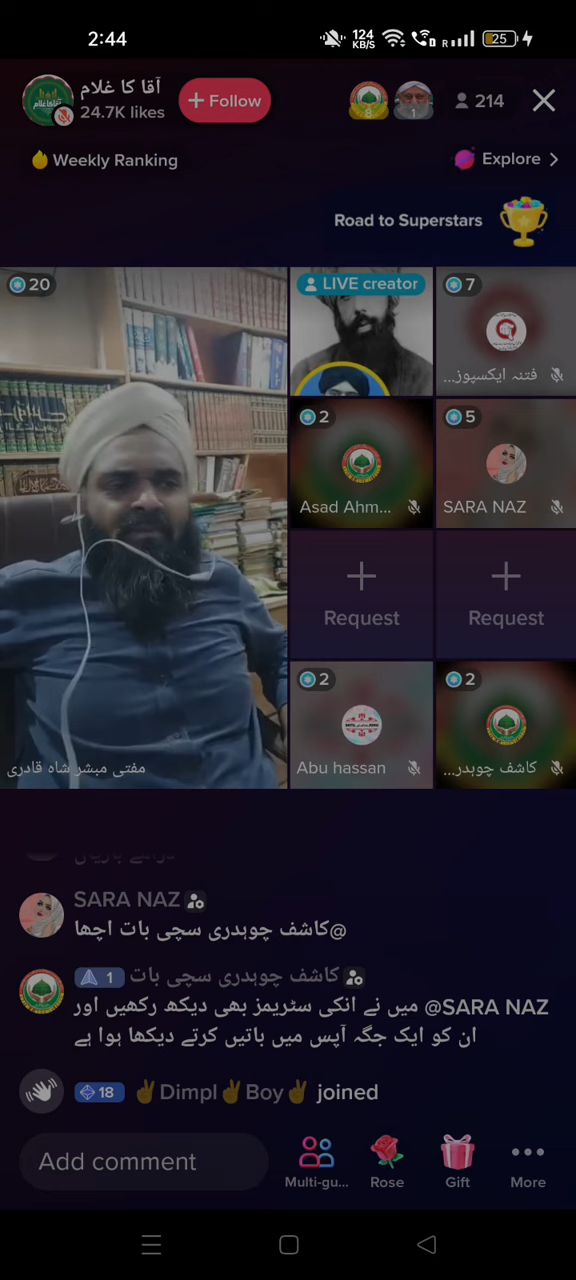 2:44
124
KB/S
R
25
آقا کا غلام
24.7K likes
+ Follow
8
1
214
Weekly Ranking
Explore
Road to Superstars
20
LIVE creator
7
فتنہ ایکسپوز...
2
Asad Ahm...
5
SARA NAZ
Request
Request
مفتی مبشر شاہ قادری
2
Abu hassan
2
کاشف چوہدر...
SARA NAZ
@کاشف چوہدری سچی بات اچھا
1 کاشف چوہدری سچی بات
@SARA NAZ میں نے انکی سٹریمز بھی دیکھ رکھیں اور
ان کو ایک جگہ آپس میں باتیں کرتے دیکھا ہوا ہے
18 ✌Dimpl✌Boy✌ joined
Add comment
Multi-gu...
Rose
Gift
More